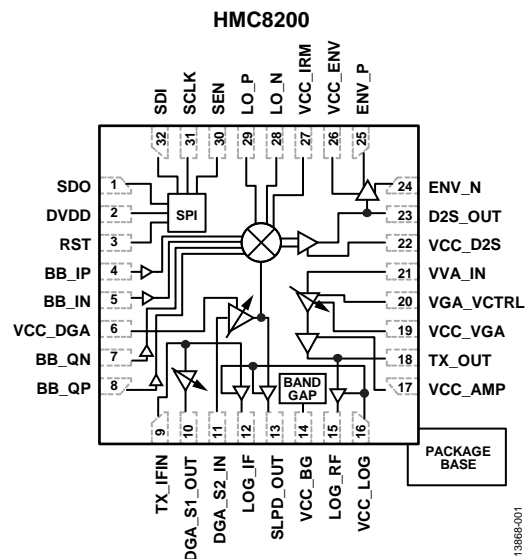 HMC8200
SDI
SCLK
SEN
LO_P
LO_N
VCC_IRM
VCC_ENV
ENV_P
32
31
30
29
28
27
26
25
SDO
1
DVDD
2
RST
3
BB_IP
4
BB_IN
5
VCC_DGA
6
BB_QN
7
BB_QP
8
SPI
BAND
GAP
24
ENV_N
23
D2S_OUT
22
VCC_D2S
21
VVA_IN
20
VGA_VCTRL
19
VCC_VGA
18
TX_OUT
17
VCC_AMP
9
10
11
12
13
14
15
16
TX_IFIN
DGA_S1_OUT
DGA_S2_IN
LOG_IF
SLPD_OUT
VCC_BG
LOG_RF
VCC_LOG
PACKAGE
BASE
13868-001